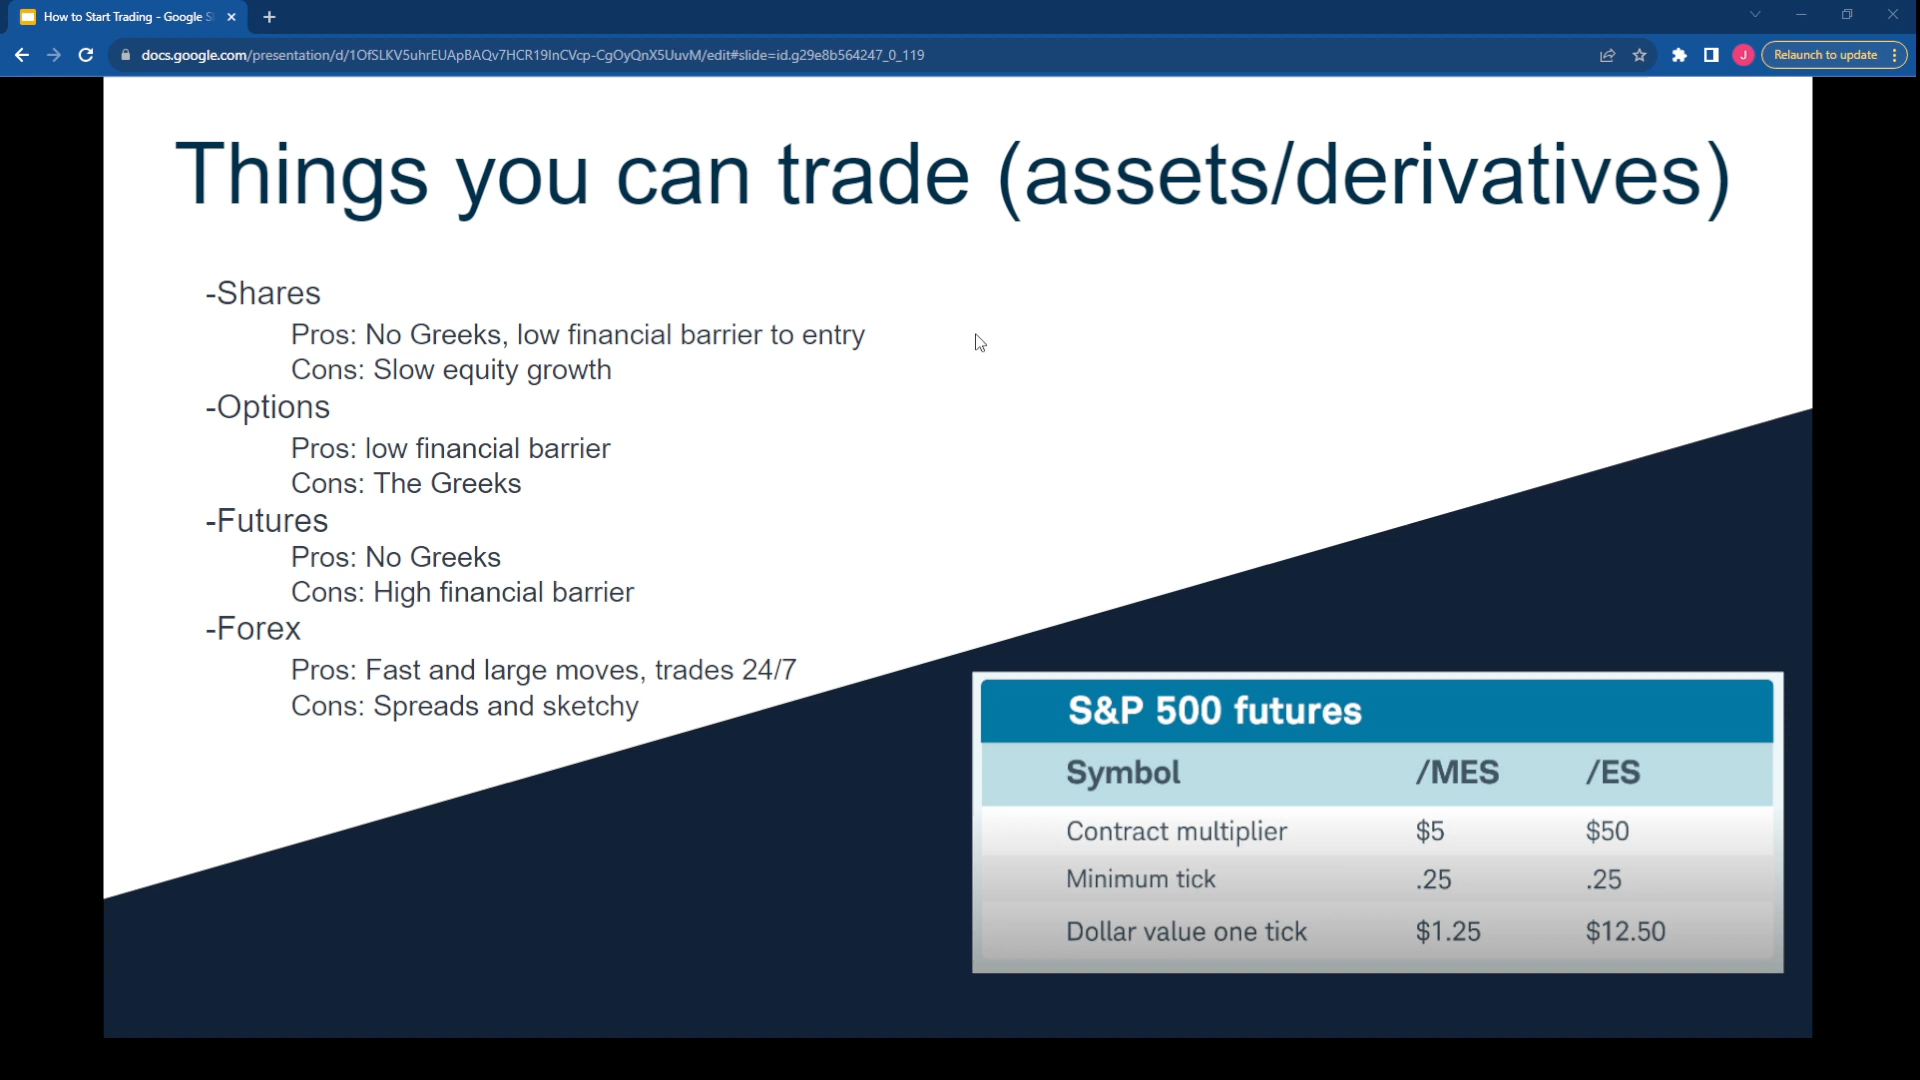 How to Start Trading - Google S
docs.google.com/presentation/d/1OfSLKV5uhrEUApBAQv7HCR19InCVcp-CgOyQnX5UuvM/edit#slide=id.g29e8b564247_0_119
J
Relaunch to update
Things you can trade (assets/derivatives)
-Shares
Pros: No Greeks, low financial barrier to entry
Cons: Slow equity growth
-Options
Pros: low financial barrier
Cons: The Greeks
-Futures
Pros: No Greeks
Cons: High financial barrier
-Forex
Pros: Fast and large moves, trades 24/7
Cons: Spreads and sketchy
S&P 500 futures
Symbol /MES /ES
Contract multiplier $5 $50
Minimum tick .25 .25
Dollar value one tick $1.25 $12.50